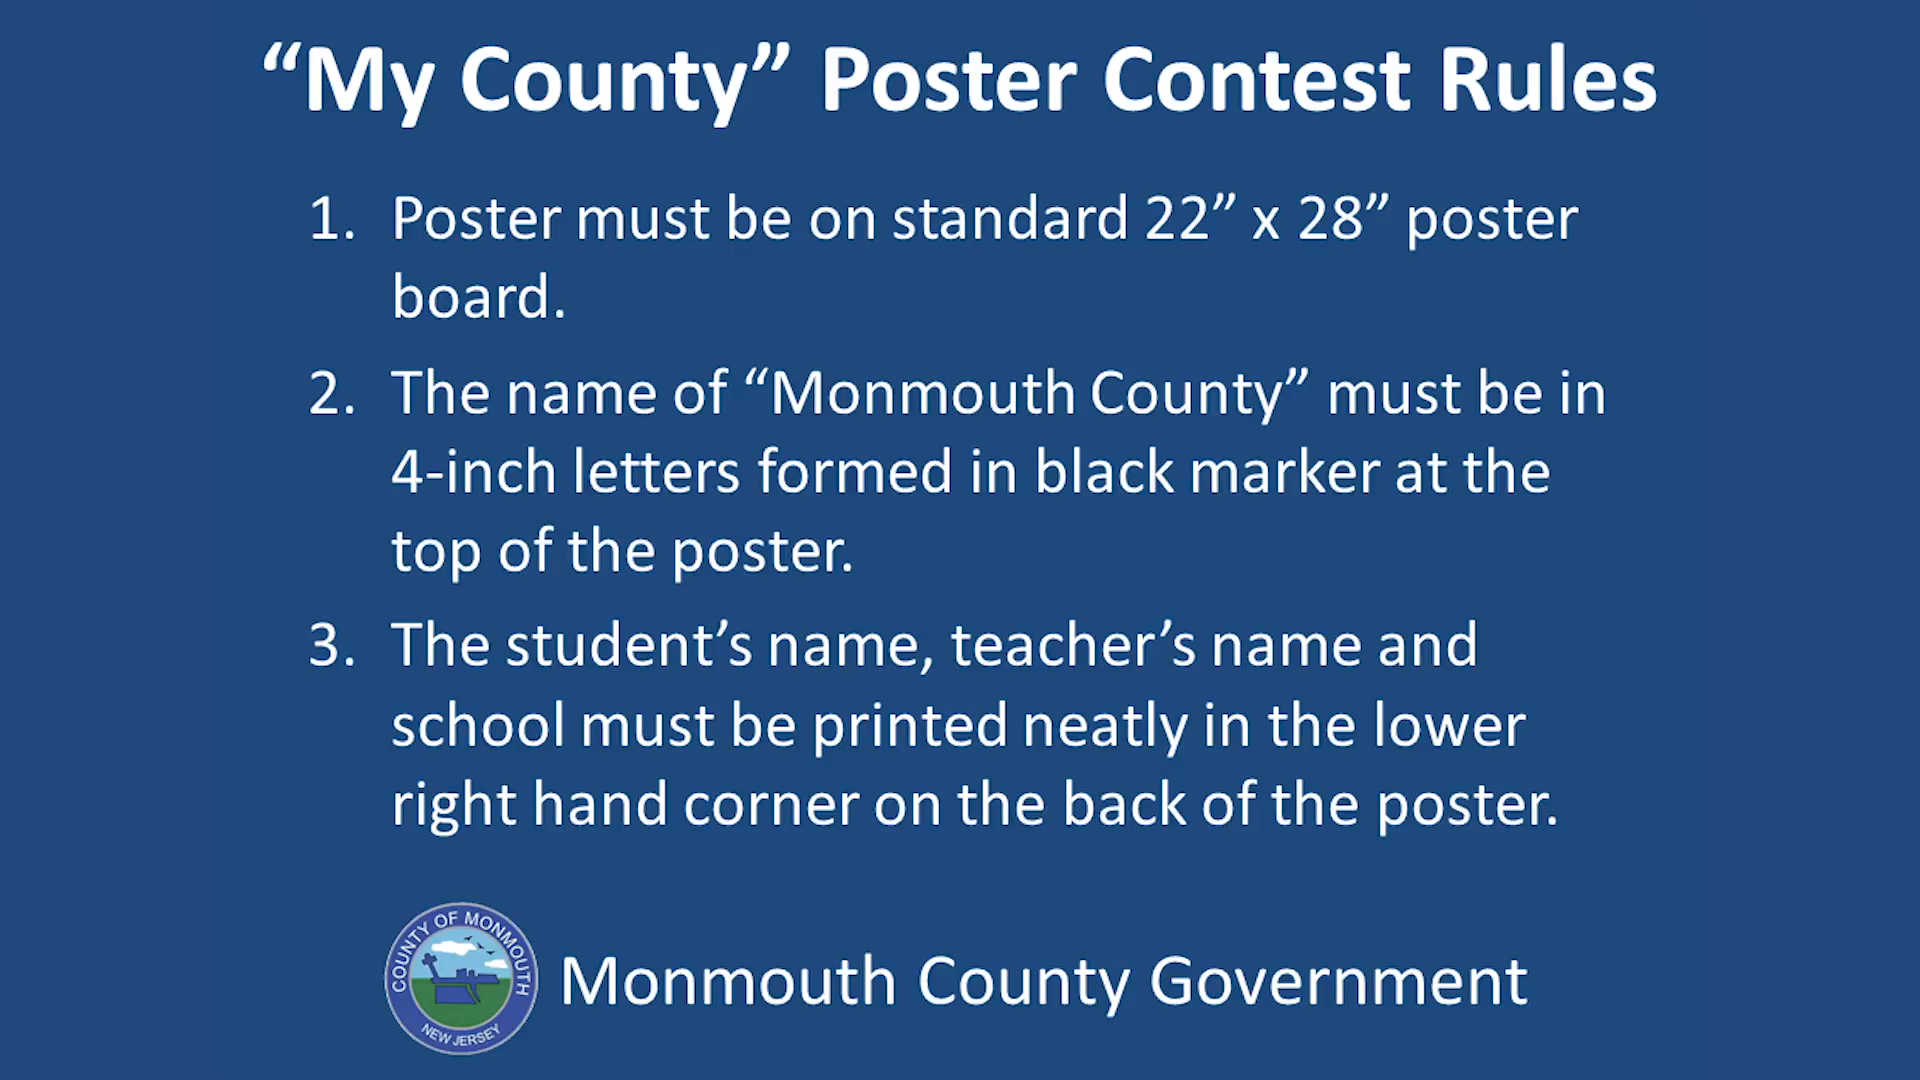 “My County” Poster Contest Rules
1. Poster must be on standard 22” x 28” poster
board.
2. The name of “Monmouth County” must be in
4-inch letters formed in black marker at the
top of the poster.
3. The student’s name, teacher’s name and
school must be printed neatly in the lower
right hand corner on the back of the poster.
COUNTY OF MONMOUTH
NEW JERSEY
Monmouth County Government